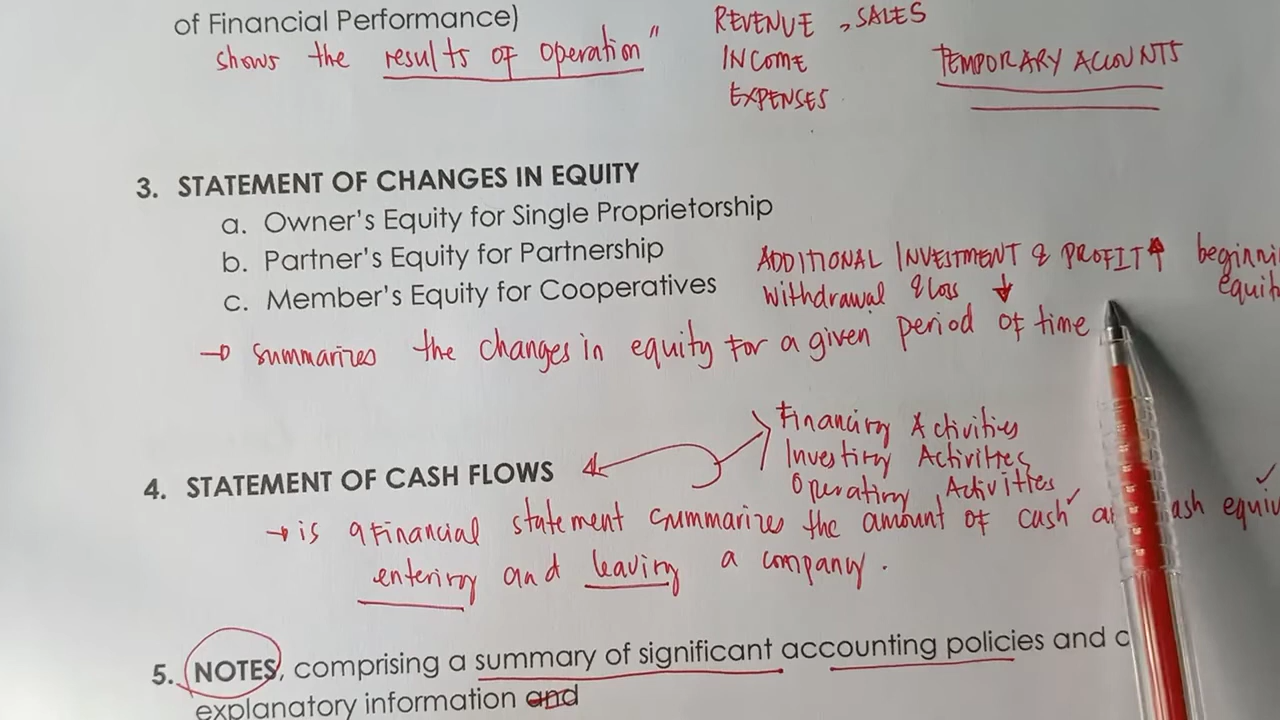 of Financial Performance)
shows the results of operation"
REVENUE, SALES
INCOME
EXPENSES
TEMPORARY ACCOUNTS
3. STATEMENT OF CHANGES IN EQUITY
a. Owner's Equity for Single Proprietorship
b. Partner's Equity for Partnership
c. Member's Equity for Cooperatives
ADDITIONAL INVESTMENT & PROFIT
Withdrawal & loss
→ summarizes the changes in equity for a given period of time
Financing Activities
Investing Activities
Operating Activities
4. STATEMENT OF CASH FLOWS
→ is a financial statement summarizes the amount of cash
entering and leaving a company.
5. NOTES, comprising a summary of significant accounting policies and
explanatory information and